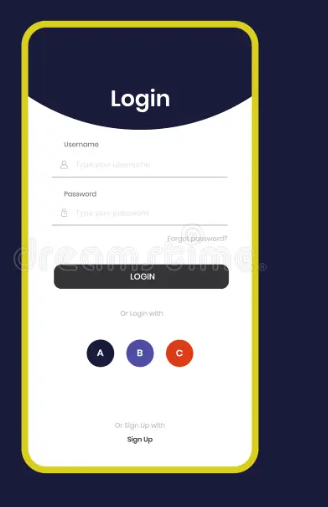 Login
Username
Type your username
Password
Type your password
Forgot password?
dreamstime
LOGIN
Or Login with
A B C
Or Sign Up with
Sign Up